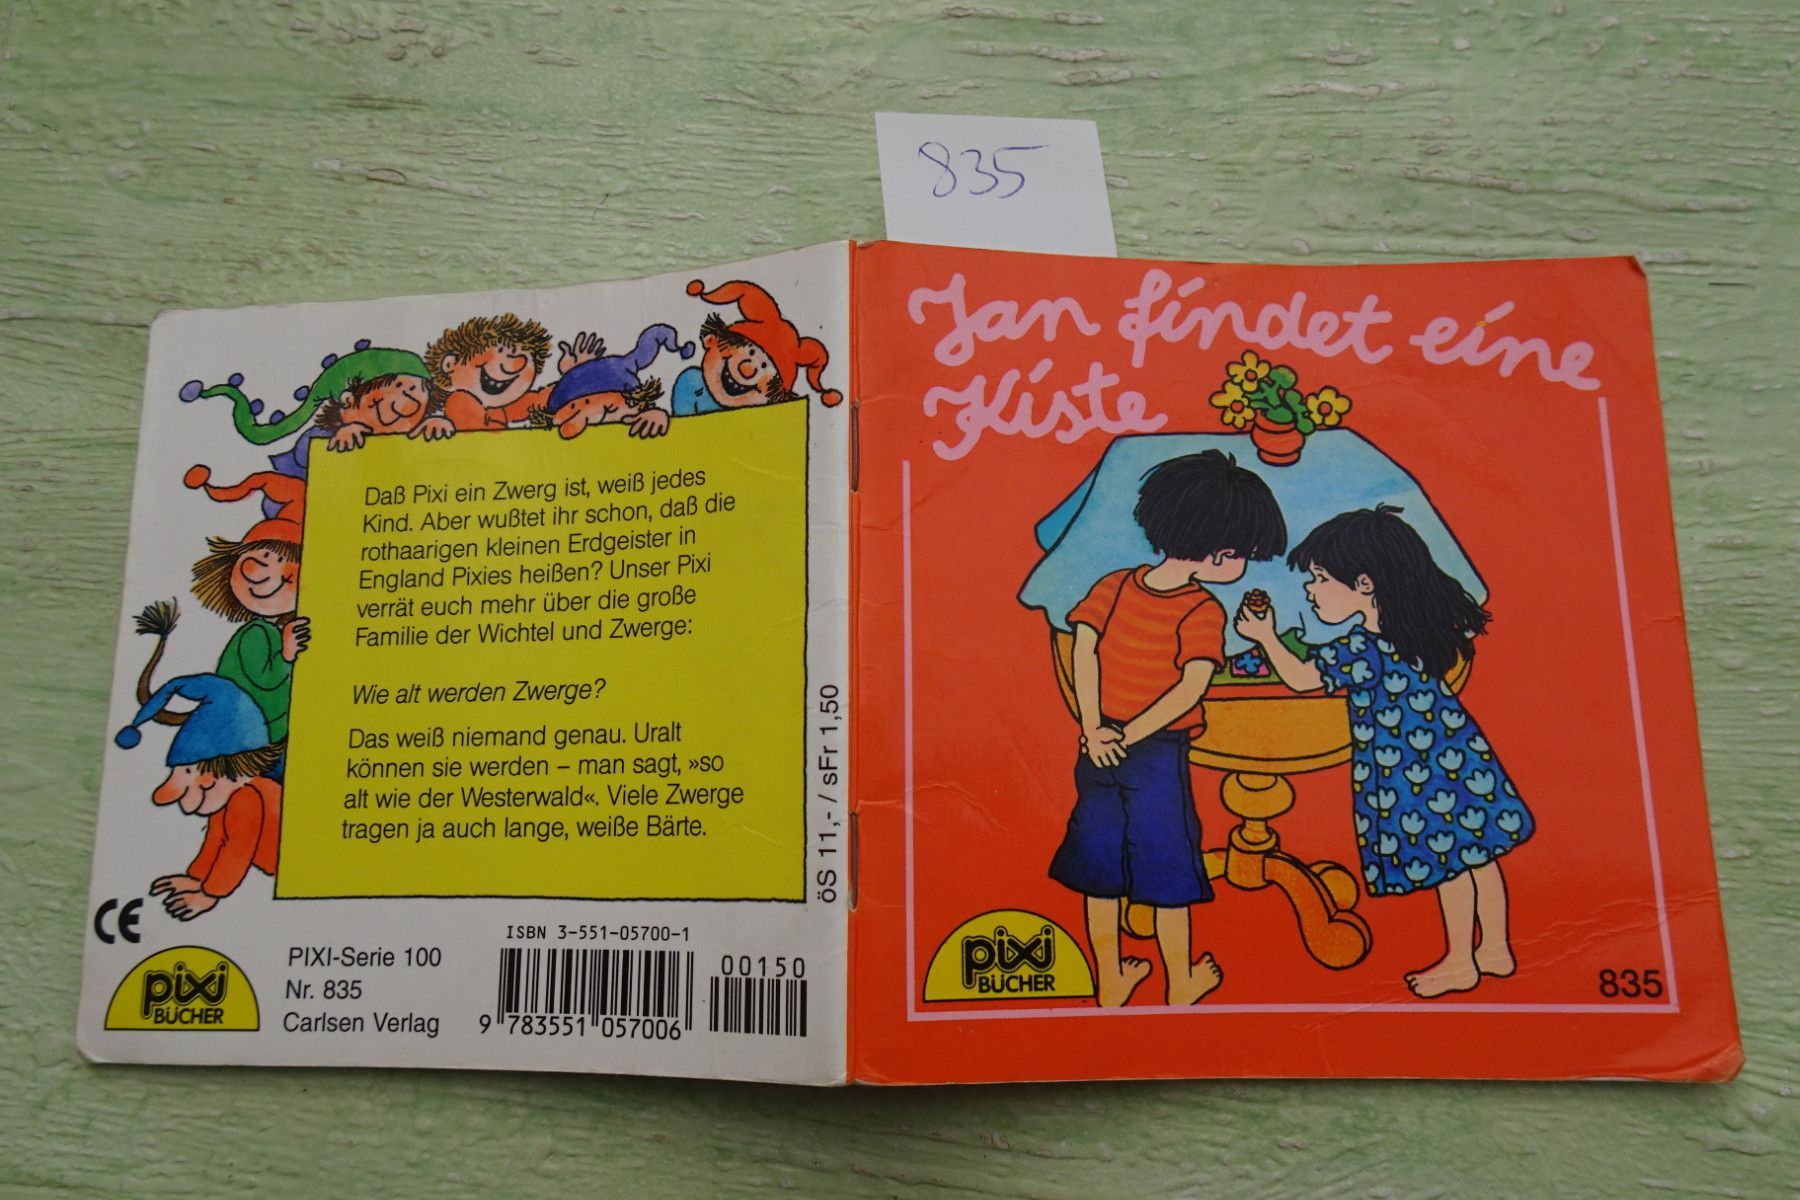 835
Jan findet eine
Kiste
pixi
BÜCHER
835
Daß Pixi ein Zwerg ist, weiß jedes
Kind. Aber wußtet ihr schon, daß die
rothaarigen kleinen Erdgeister in
England Pixies heißen? Unser Pixi
verrät euch mehr über die große
Familie der Wichtel und Zwerge:
Wie alt werden Zwerge?
Das weiß niemand genau. Uralt
können sie werden – man sagt, »so
alt wie der Westerwald«. Viele Zwerge
tragen ja auch lange, weiße Bärte.
öS 11,- / sFr 1,50
CE
pixi
BÜCHER
PIXI-Serie 100
Nr. 835
Carlsen Verlag
ISBN 3-551-05700-1
00150
9 783551 057006